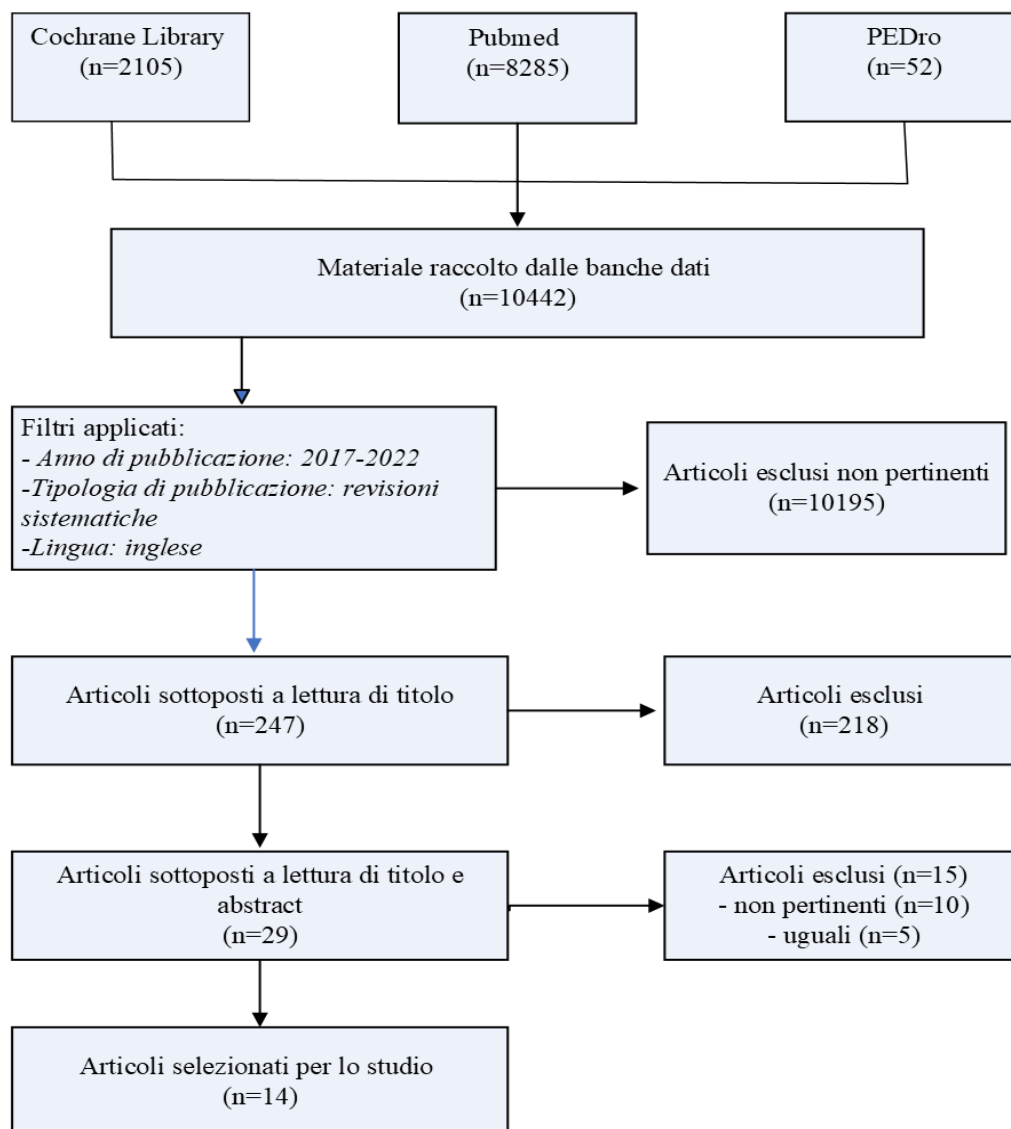 Cochrane Library
(n=2105)
Pubmed
(n=8285)
PEDro
(n=52)
Materiale raccolto dalle banche dati
(n=10442)
Filtri applicati:
- Anno di pubblicazione: 2017-2022
-Tipologia di pubblicazione: revisioni
sistematiche
-Lingua: inglese
Articoli esclusi non pertinenti
(n=10195)
Articoli sottoposti a lettura di titolo
(n=247)
Articoli esclusi
(n=218)
Articoli sottoposti a lettura di titolo e
abstract
(n=29)
Articoli esclusi (n=15)
- non pertinenti (n=10)
- uguali (n=5)
Articoli selezionati per lo studio
(n=14)